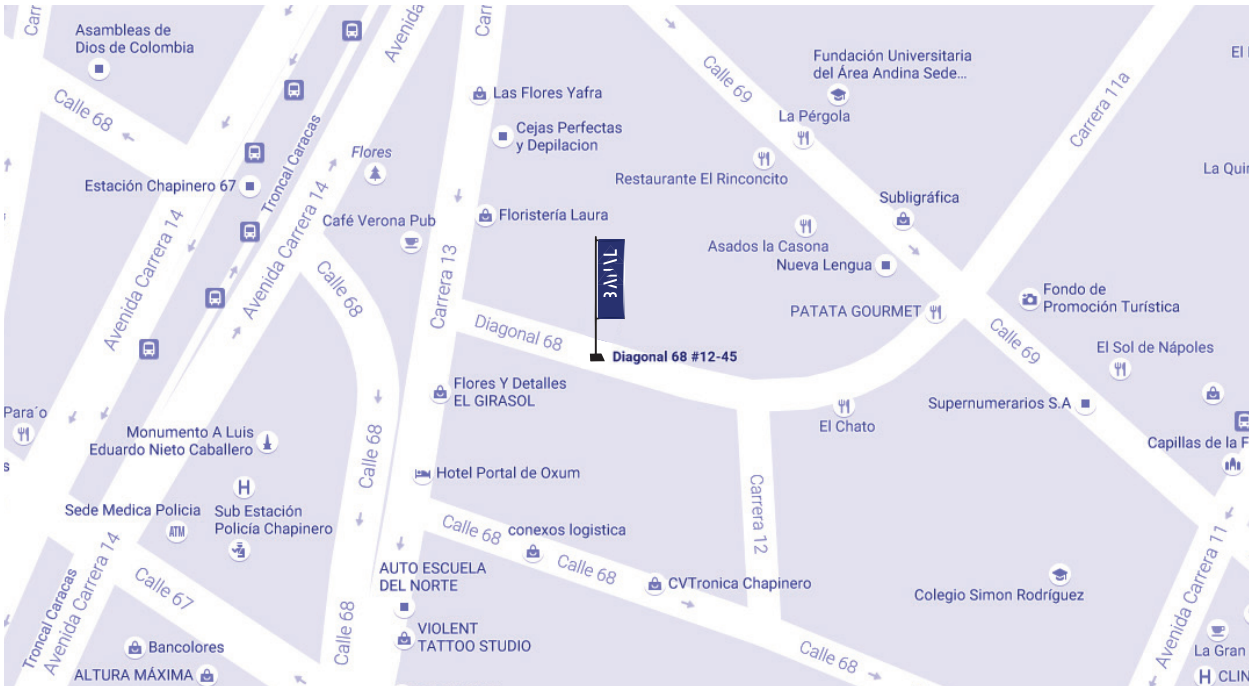 Carr
Asambleas de
Dios de Colombia
Calle 68
Avenida Carrera 14
Troncal Caracas
Avenida
Avenida Carrera 14
Estación Chapinero 67
Flores
Café Verona Pub
Calle 68
Carr
Las Flores Yafra
Cejas Perfectas
y Depilacion
Floristería Laura
Carrera 13
Calle 69
Fundación Universitaria
del Área Andina Sede...
La Pérgola
Restaurante El Rinconcito
Carrera 11a
Subligráfica
Asados la Casona
Nueva Lengua
PATATA GOURMET
Fondo de
Promoción Turística
Calle 69
El Sol de Nápoles
La Quin
Diagonal 68
Diagonal 68 #12-45
Flores Y Detalles
EL GIRASOL
El Chato
Supernumerarios S.A
Capillas de la F
Para´o
s
Monumento A Luis
Eduardo Nieto Caballero
H
Calle 68
Hotel Portal de Oxum
Sede Medica Policia
ATM
Sub Estación
Policía Chapinero
Calle 68
conexos logistica
Calle 68
Carrera 12
CVTronica Chapinero
Colegio Simon Rodríguez
Avenida Carrera 11
AUTO ESCUELA
DEL NORTE
VIOLENT
TATTOO STUDIO
Troncal Caracas
Avenida Carrera 14
Calle 67
Bancolores
ALTURA MÁXIMA
Calle 68
Calle 68
La Gran
H CLIN